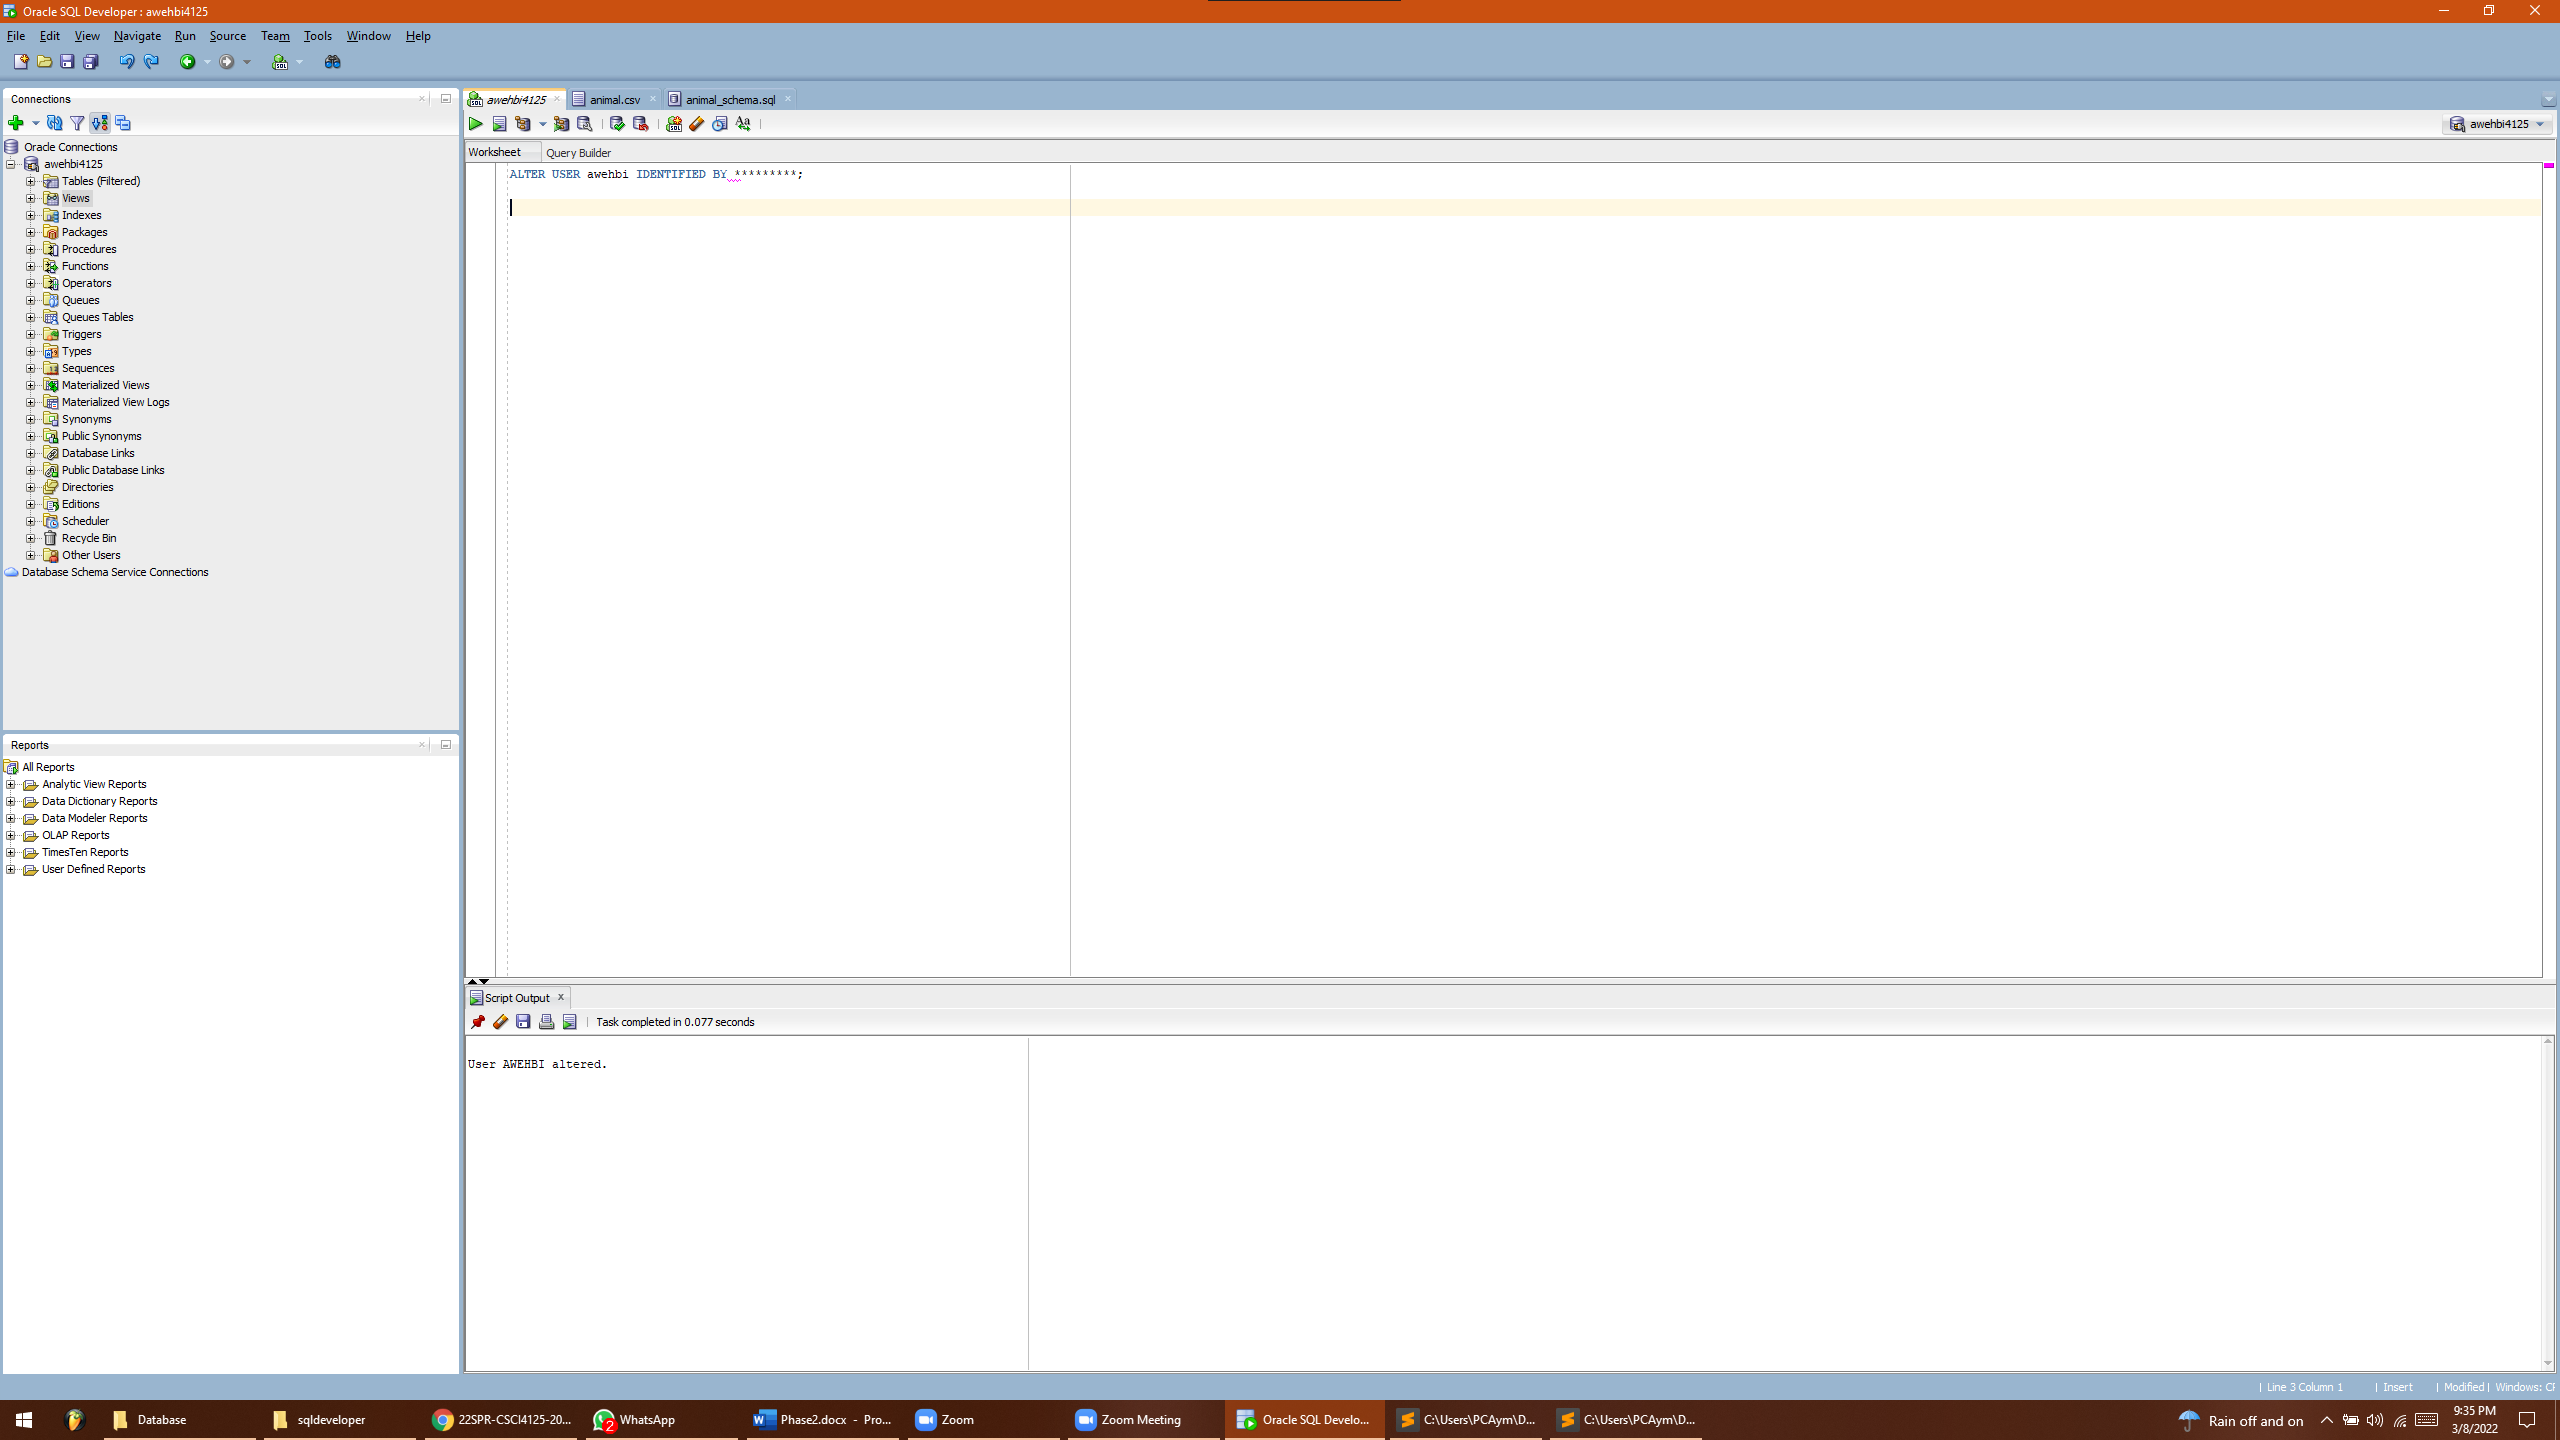 Oracle SQL Developer : awehbi4125
File Edit View Navigate Run Source Team Tools Window Help
Connections
Oracle Connections
awehbi4125
Tables (Filtered)
Views
Indexes
Packages
Procedures
Functions
Operators
Queues
Queues Tables
Triggers
Types
Sequences
Materialized Views
Materialized View Logs
Synonyms
Public Synonyms
Database Links
Public Database Links
Directories
Editions
Scheduler
Recycle Bin
Other Users
Database Schema Service Connections
Reports
All Reports
Analytic View Reports
Data Dictionary Reports
Data Modeler Reports
OLAP Reports
TimesTen Reports
User Defined Reports
awehbi4125 animal.csv animal_schema.sql
awehbi4125
Worksheet Query Builder
ALTER USER awehbi IDENTIFIED BY *********;
Script Output
Task completed in 0.077 seconds
User AWEHBI altered.
Line 3 Column 1 Insert Modified Windows: CF
Database sqldeveloper 22SPR-CSCI4125-20... WhatsApp 2 Phase2.docx - Pro... Zoom Zoom Meeting Oracle SQL Develo... C:\Users\PCAym\D... C:\Users\PCAym\D... Rain off and on 9:35 PM
3/8/2022